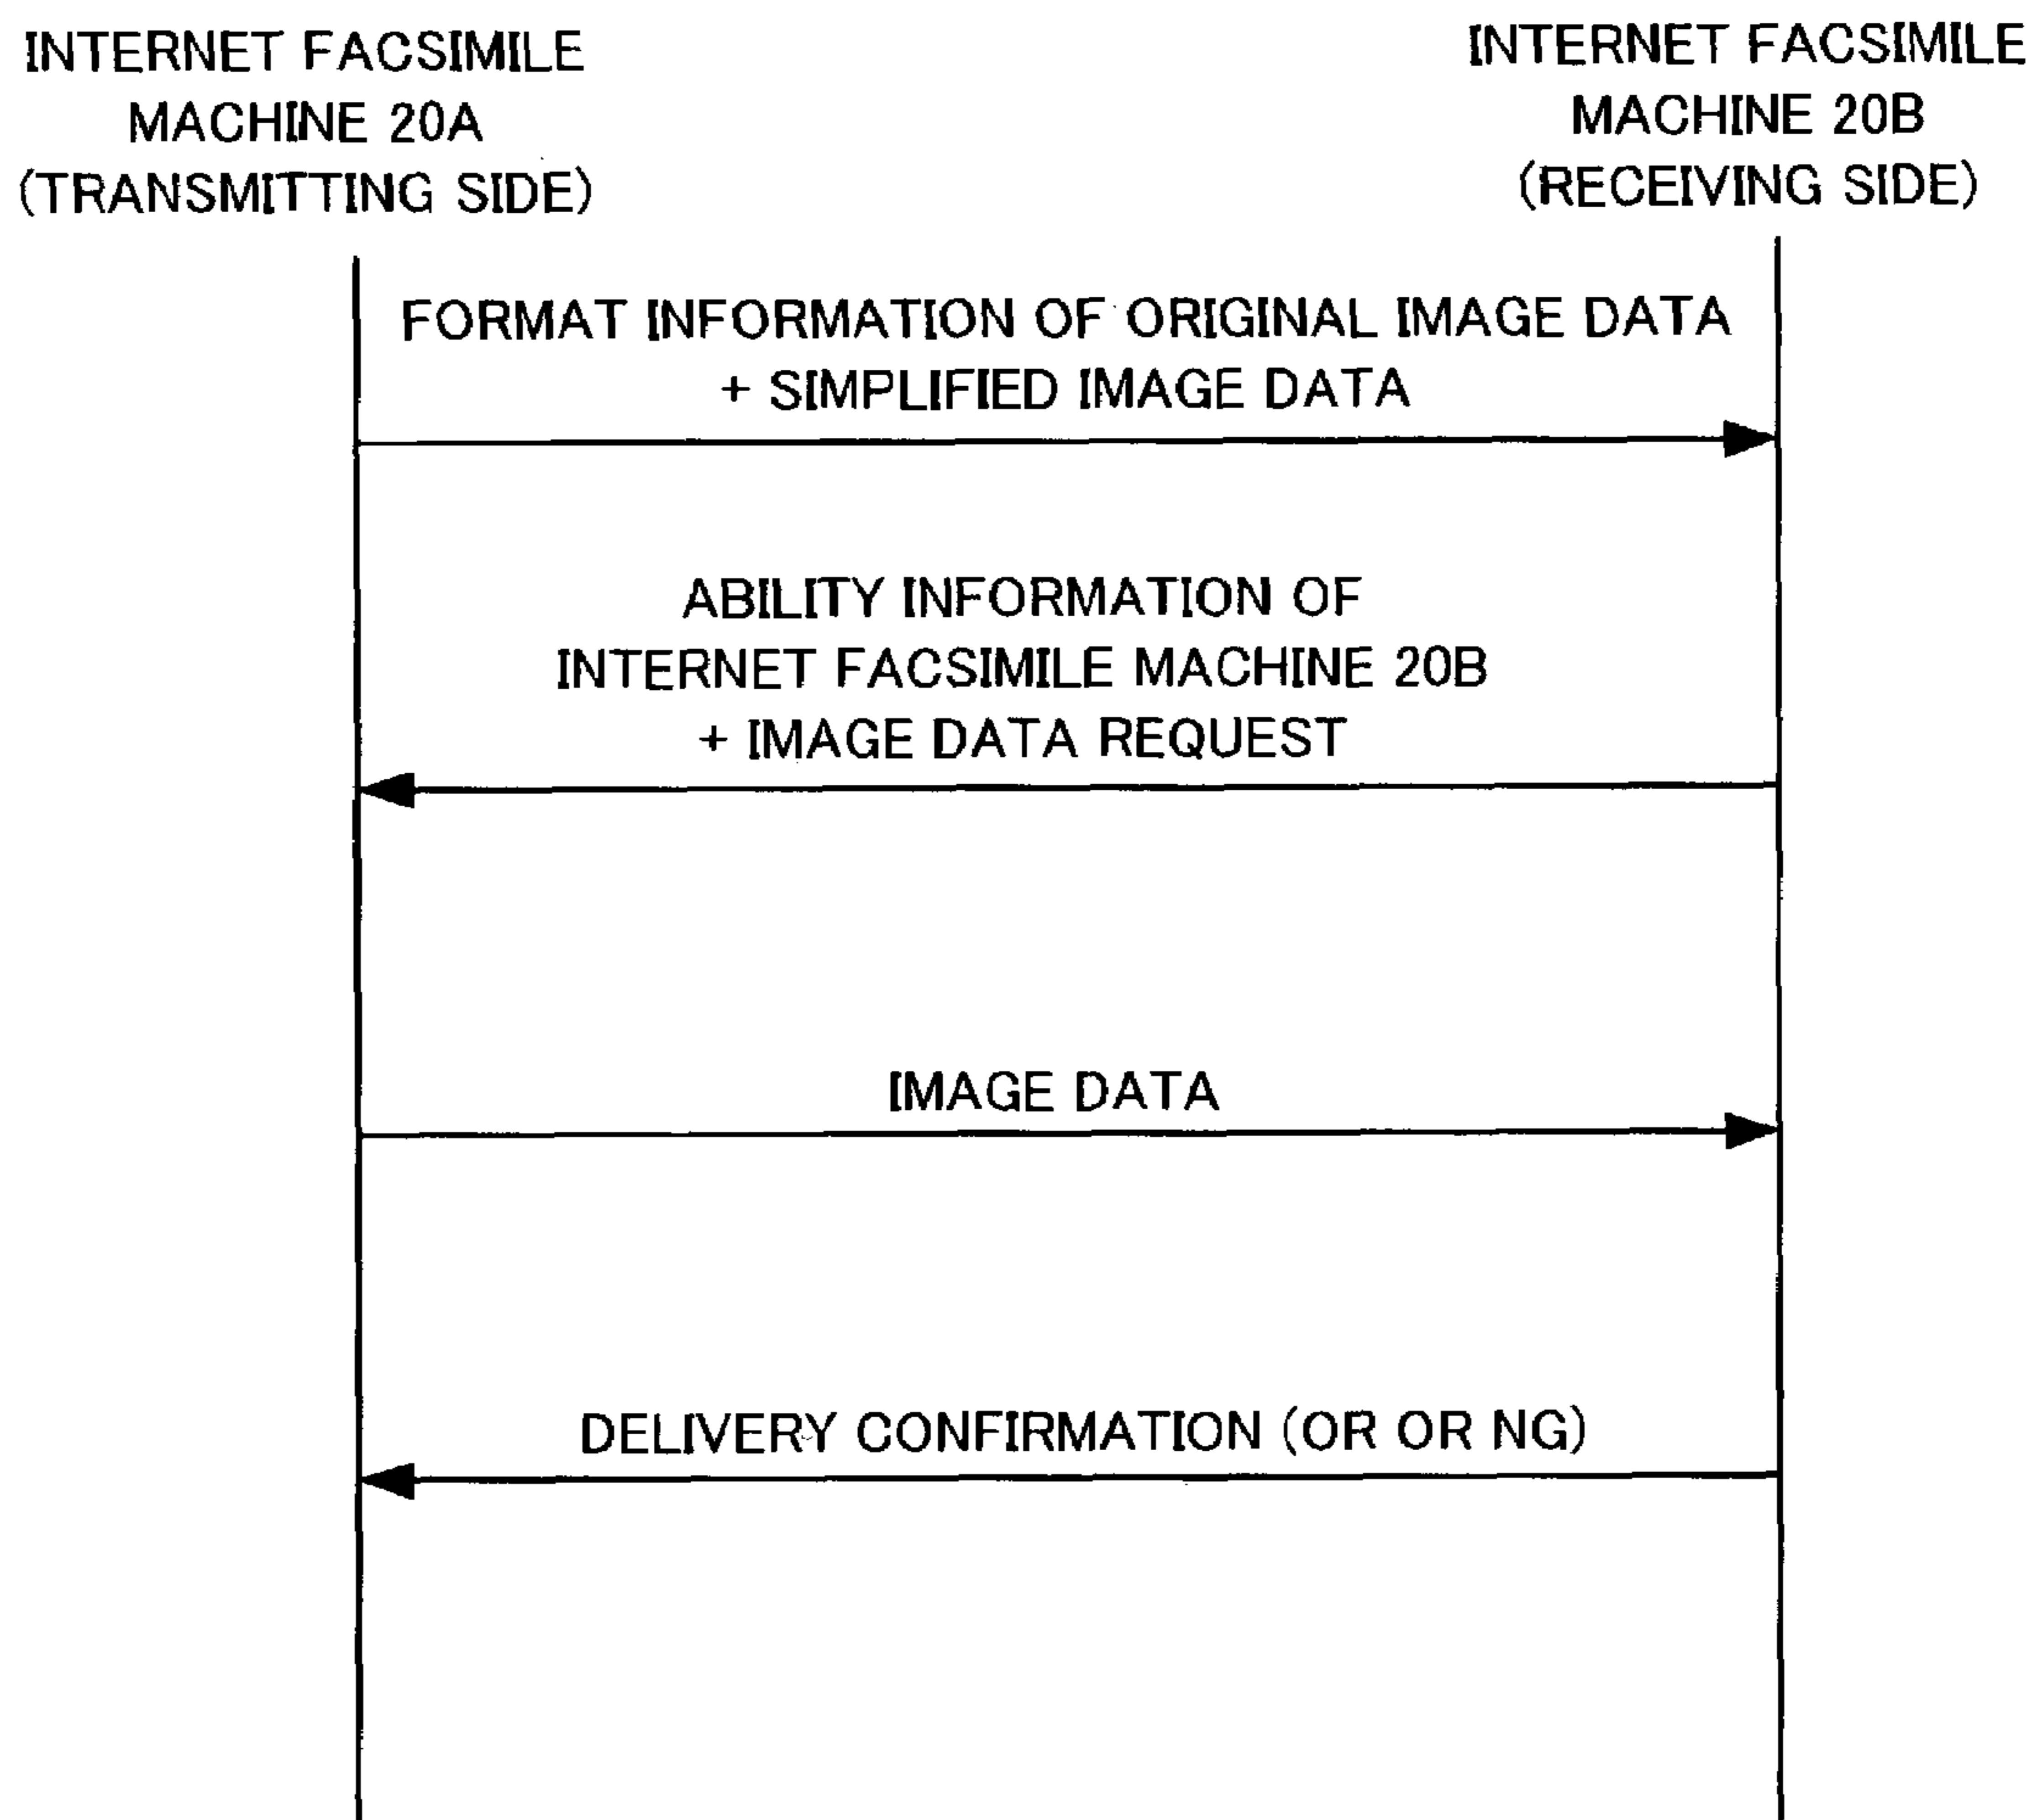 INTERNET FACSIMILE
MACHINE 20A
(TRANSMITTING SIDE)
INTERNET FACSIMILE
MACHINE 20B
(RECEIVING SIDE)
FORMAT INFORMATION OF ORIGINAL IMAGE DATA
+ SIMPLIFIED IMAGE DATA
ABILITY INFORMATION OF
INTERNET FACSIMILE MACHINE 20B
+ IMAGE DATA REQUEST
IMAGE DATA
DELIVERY CONFIRMATION (OR OR NG)